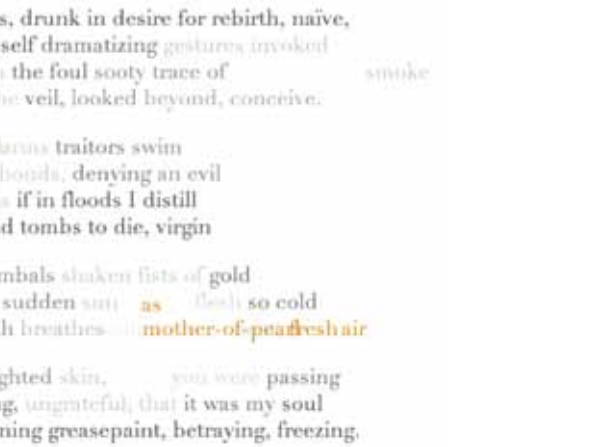 s, drunk in desire for rebirth, naïve,
self dramatizing gestures invoked
the foul sooty trace of smoke
veil, looked beyond, conceive.
traitors swim
bonds, denying an evil
if in floods I distill
d tombs to die, virgin
mbals shaken fists of gold
sudden sun as flesh so cold
h breathes mother-of-pearl fresh air
ghted skin, you were passing
g, ungrateful, that it was my soul
ning greasepaint, betraying, freezing.